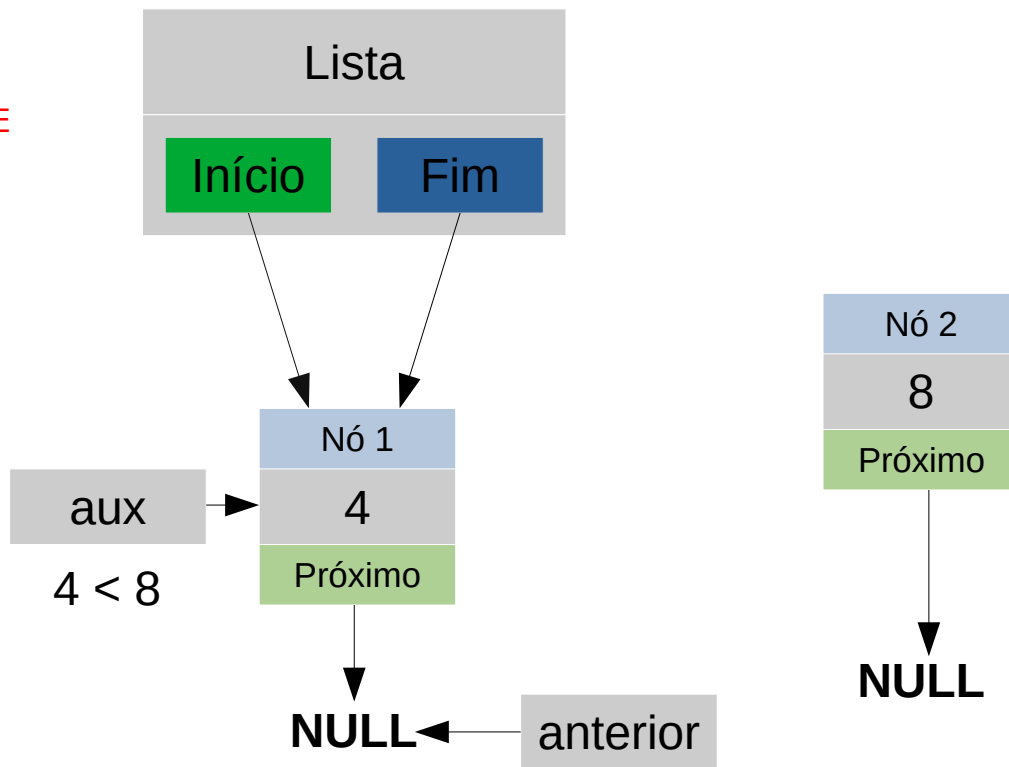 Lista
Início
Fim
Nó 2
8
Próximo
Nó 1
aux
4
4 < 8
Próximo
NULL
NULL
anterior